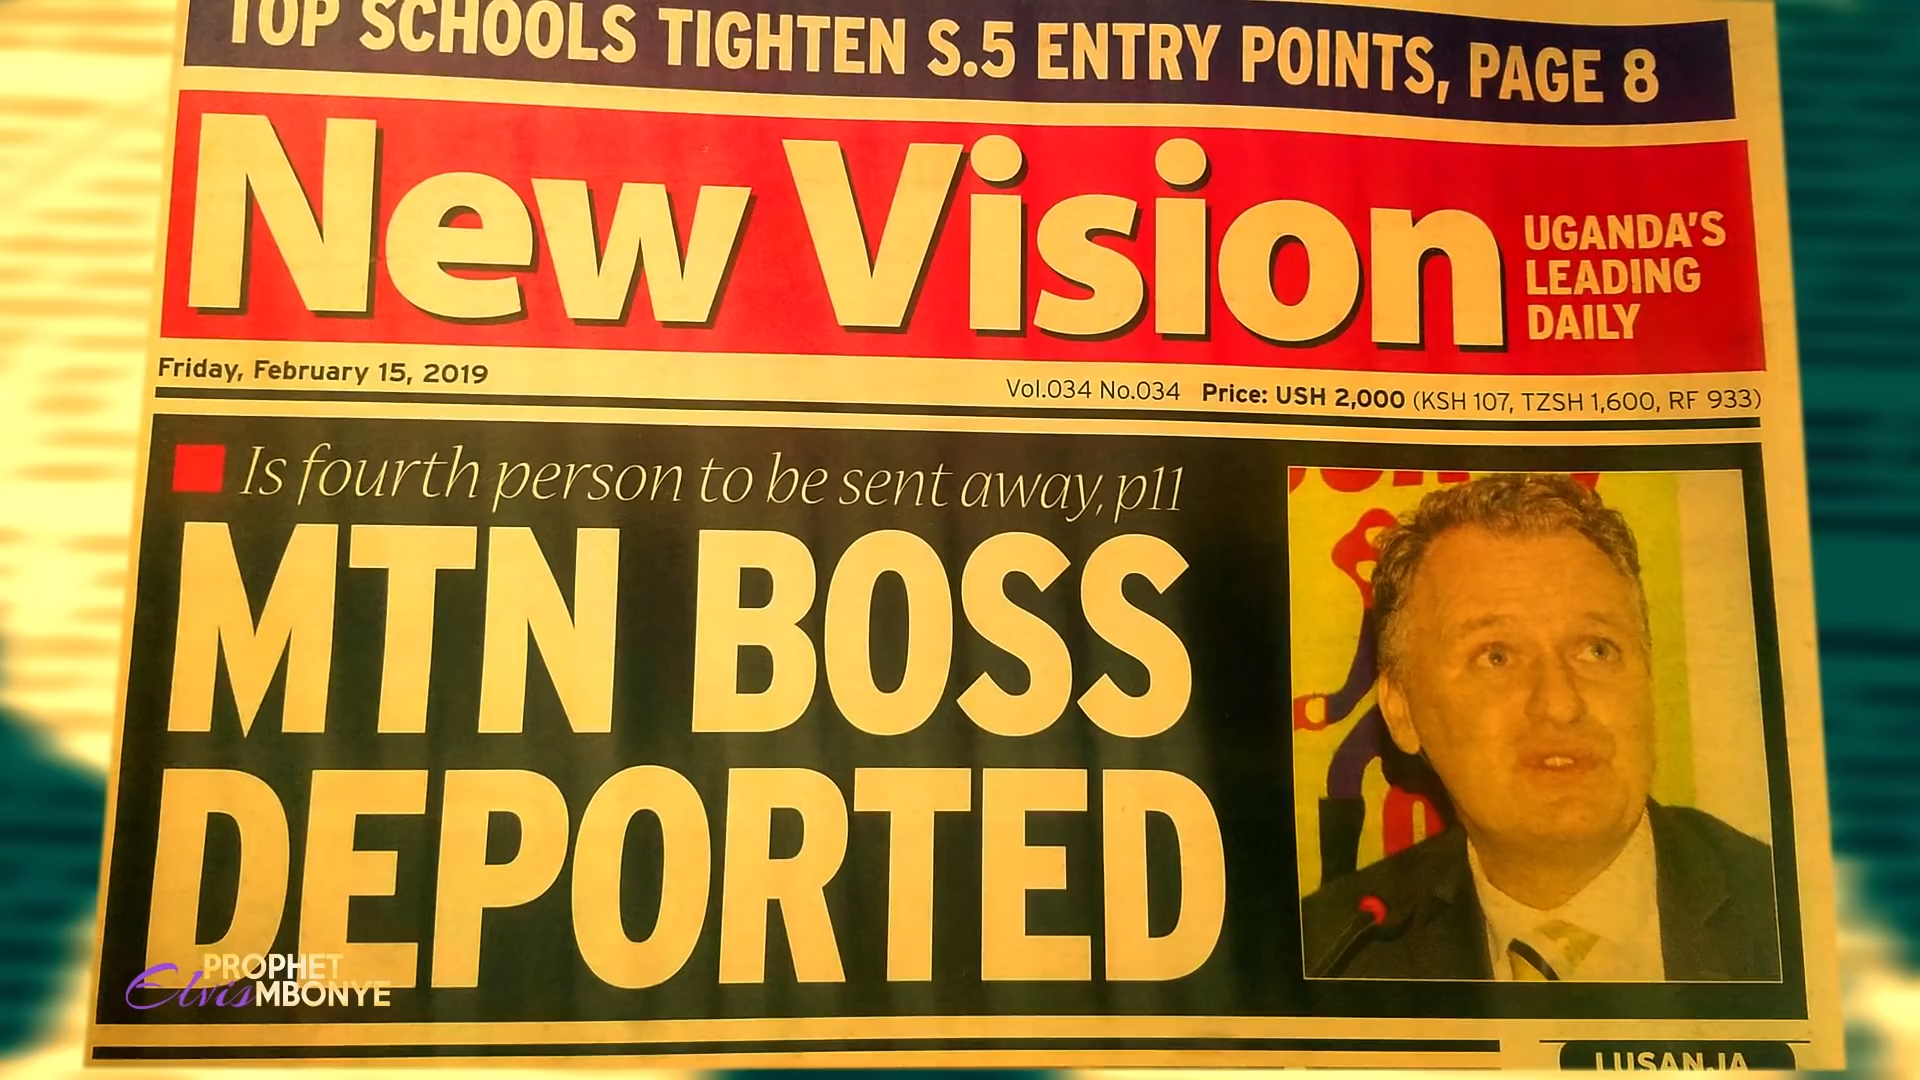 TOP SCHOOLS TIGHTEN S.5 ENTRY POINTS, PAGE 8
New Vision
UGANDA'S
LEADING
DAILY
Friday, February 15, 2019
Vol.034 No.034 Price: USH 2,000 (KSH 107, TZSH 1,600, RF 933)
Is fourth person to be sent away, p11
MTN BOSS
DEPORTED
PROPHET
Elvis MBONYE
LUSANJA